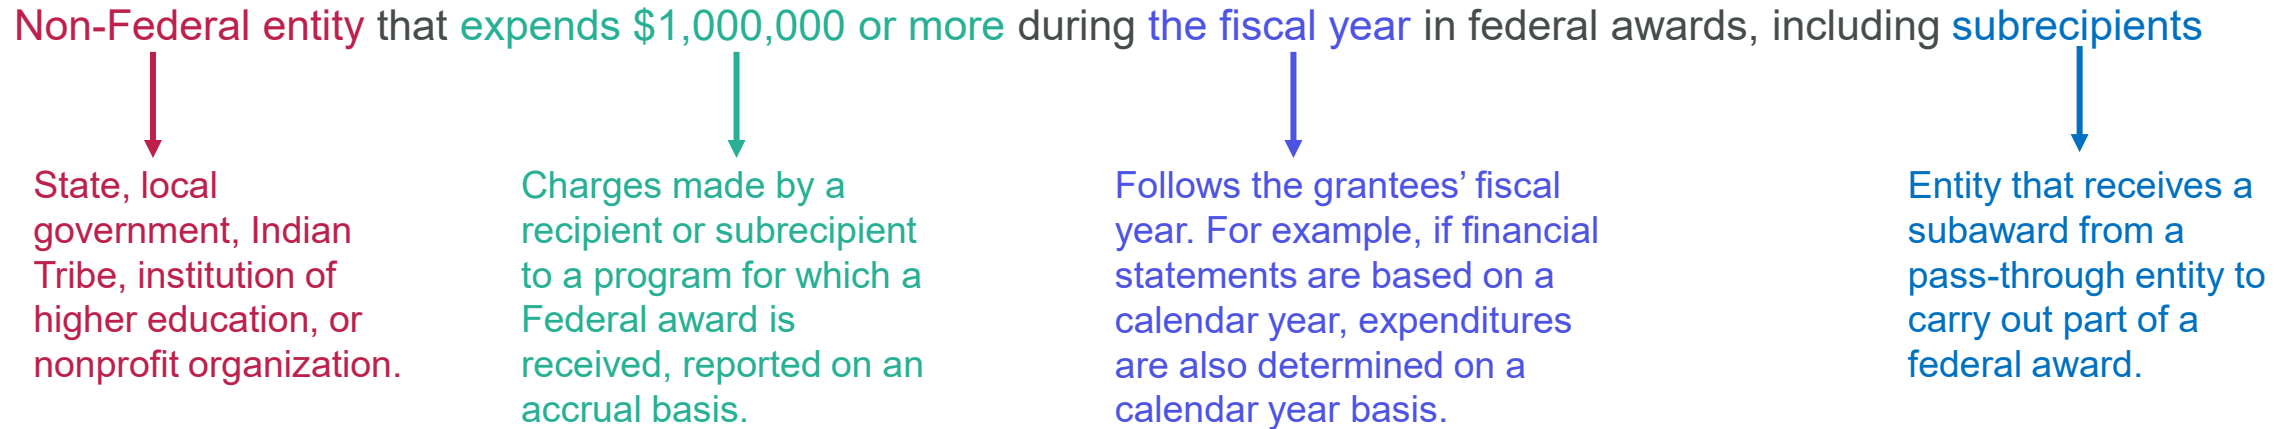 Non-Federal entity that expends $1,000,000 or more during the fiscal year in federal awards, including subrecipients
State, local
government, Indian
Tribe, institution of
higher education, or
nonprofit organization.
Charges made by a
recipient or subrecipient
to a program for which a
Federal award is
received, reported on an
accrual basis.
Follows the grantees’ fiscal
year. For example, if financial
statements are based on a
calendar year, expenditures
are also determined on a
calendar year basis.
Entity that receives a
subaward from a
pass-through entity to
carry out part of a
federal award.